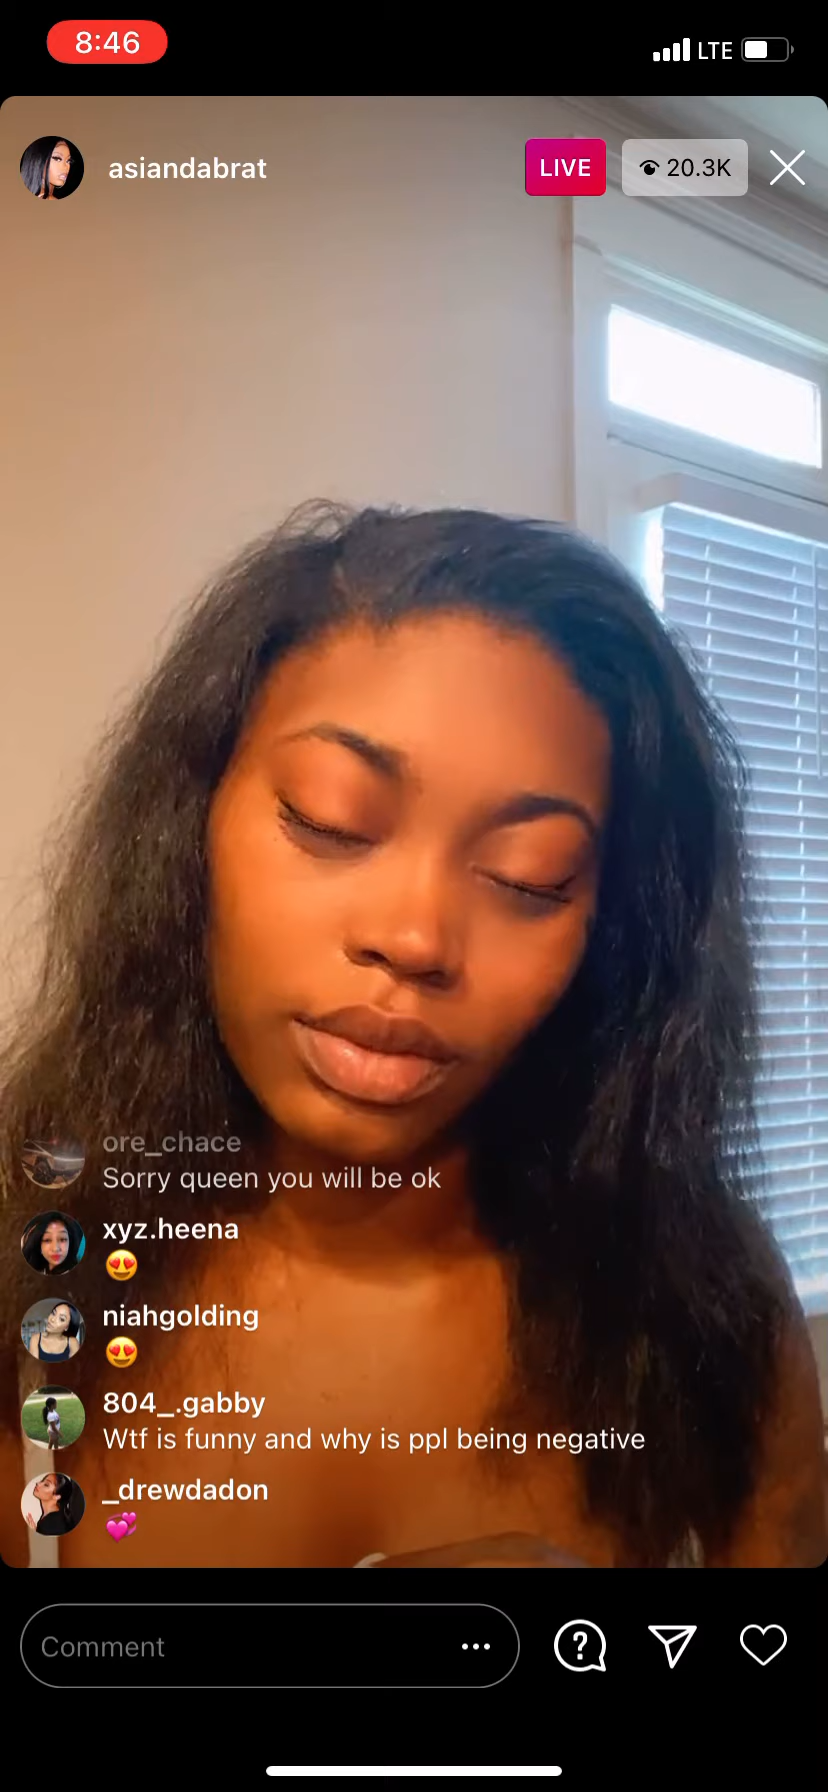 8:46
LTE
asiandabrat
LIVE
20.3K
ore_chace
Sorry queen you will be ok
xyz.heena
😍
niahgolding
😍
804_.gabby
Wtf is funny and why is ppl being negative
_drewdadon
💞
Comment